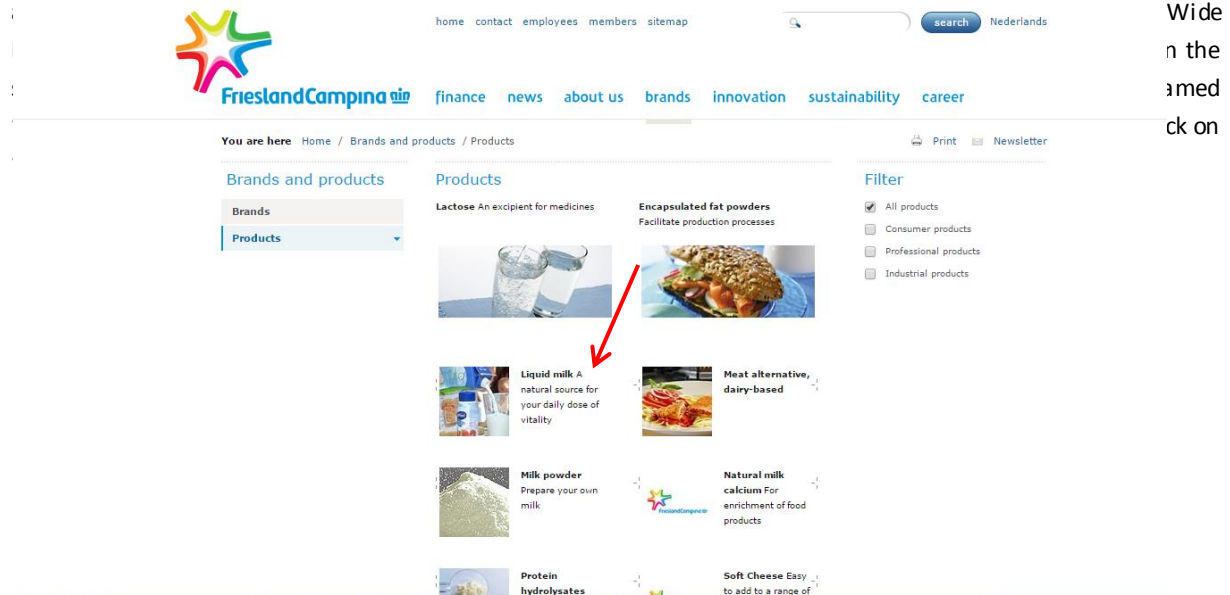 home contact employees members sitemap
search
Nederlands
Wide
n the
amed
ck on
FrieslandCampina
finance news about us brands innovation sustainability career
You are here Home / Brands and products / Products
Print Newsletter
Brands and products
Brands
Products
Products
Lactose An excipient for medicines
Encapsulated fat powders
Facilitate production processes
Liquid milk A
natural source for
your daily dose of
vitality
Meat alternative,
dairy-based
Milk powder
Prepare your own
milk
Natural milk
calcium For
enrichment of food
products
FrieslandCampina
Protein
hydrolysates
Soft Cheese Easy
to add to a range of
Filter
All products
Consumer products
Professional products
Industrial products